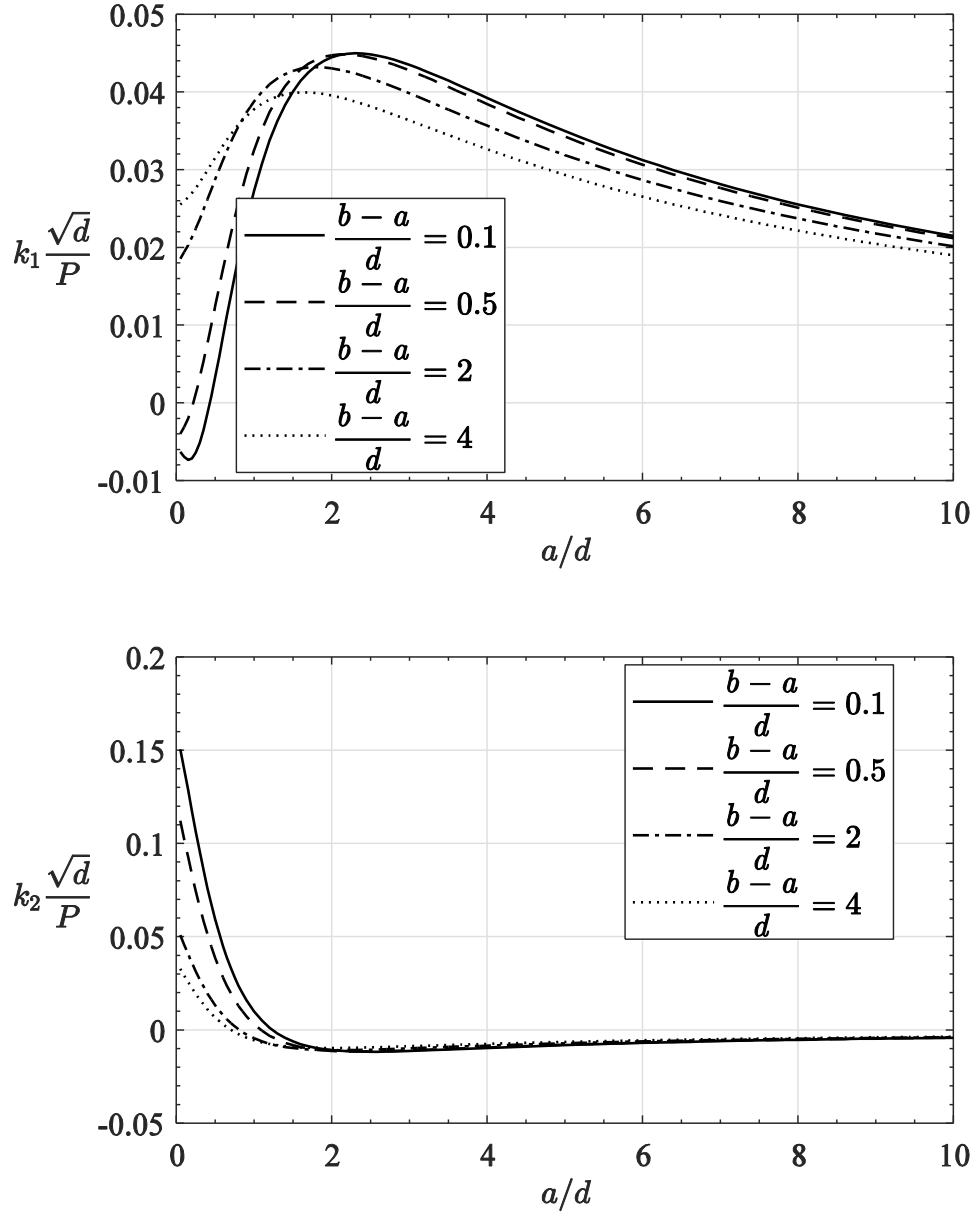 0.05
0.04
0.03
0.02
0.01
0
-0.01
k₁ √d/P
(b − a)/d = 0.1
(b − a)/d = 0.5
(b − a)/d = 2
(b − a)/d = 4
0 2 4 6 8 10
a/d
0.2
0.15
0.1
0.05
0
-0.05
k₂ √d/P
(b − a)/d = 0.1
(b − a)/d = 0.5
(b − a)/d = 2
(b − a)/d = 4
0 2 4 6 8 10
a/d